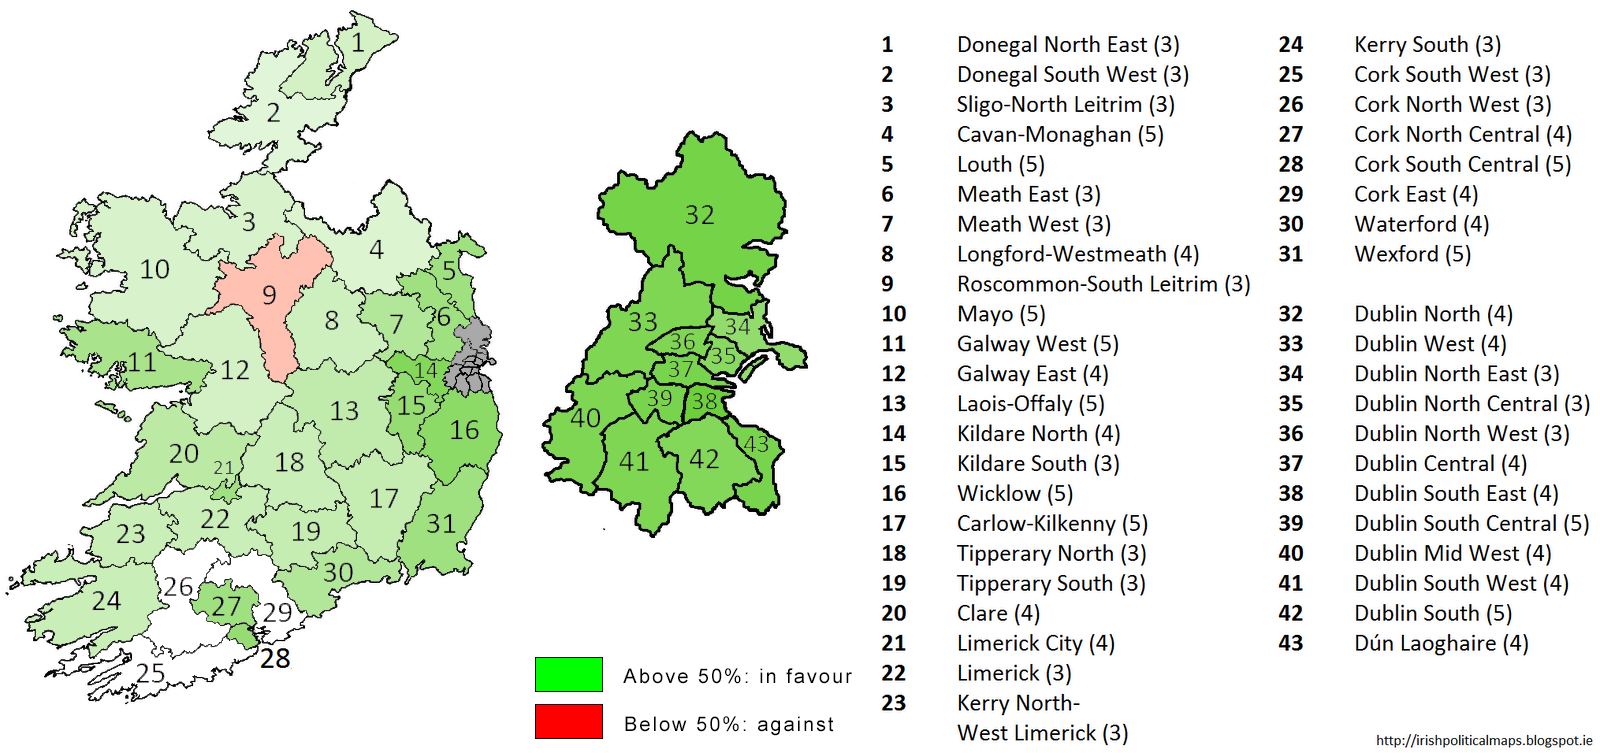 1
2
3
4
5
6
7
8
9
10
11
12
13
14
15
16
17
18
19
20
21
22
23
24
25
26
27
28
29
30
31
32
33
34
35
36
37
38
39
40
41
42
43
Above 50%: in favour
Below 50%: against
1 Donegal North East (3)
2 Donegal South West (3)
3 Sligo-North Leitrim (3)
4 Cavan-Monaghan (5)
5 Louth (5)
6 Meath East (3)
7 Meath West (3)
8 Longford-Westmeath (4)
9 Roscommon-South Leitrim (3)
10 Mayo (5)
11 Galway West (5)
12 Galway East (4)
13 Laois-Offaly (5)
14 Kildare North (4)
15 Kildare South (3)
16 Wicklow (5)
17 Carlow-Kilkenny (5)
18 Tipperary North (3)
19 Tipperary South (3)
20 Clare (4)
21 Limerick City (4)
22 Limerick (3)
23 Kerry North-
West Limerick (3)
24 Kerry South (3)
25 Cork South West (3)
26 Cork North West (3)
27 Cork North Central (4)
28 Cork South Central (5)
29 Cork East (4)
30 Waterford (4)
31 Wexford (5)
32 Dublin North (4)
33 Dublin West (4)
34 Dublin North East (3)
35 Dublin North Central (3)
36 Dublin North West (3)
37 Dublin Central (4)
38 Dublin South East (4)
39 Dublin South Central (5)
40 Dublin Mid West (4)
41 Dublin South West (4)
42 Dublin South (5)
43 Dún Laoghaire (4)
http://irishpoliticalmaps.blogspot.ie